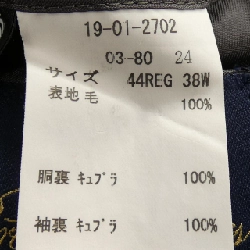 19-01-2702
03-80 24
サイズ 44REG 38W
表地 毛 100%
胴裏 ｷｭﾌﾟﾗ 100%
袖裏 ｷｭﾌﾟﾗ 100%